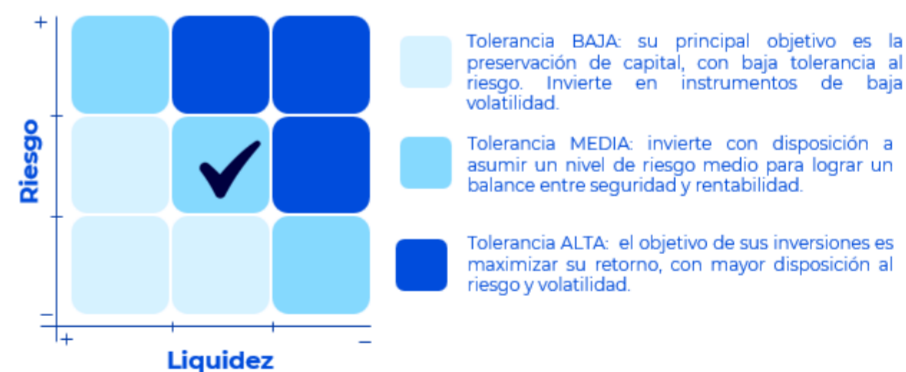 +
Riesgo
–
+
–
Liquidez
Tolerancia BAJA: su principal objetivo es la
preservación de capital, con baja tolerancia al
riesgo. Invierte en instrumentos de baja
volatilidad.
Tolerancia MEDIA: invierte con disposición a
asumir un nivel de riesgo medio para lograr un
balance entre seguridad y rentabilidad.
Tolerancia ALTA: el objetivo de sus inversiones es
maximizar su retorno, con mayor disposición al
riesgo y volatilidad.